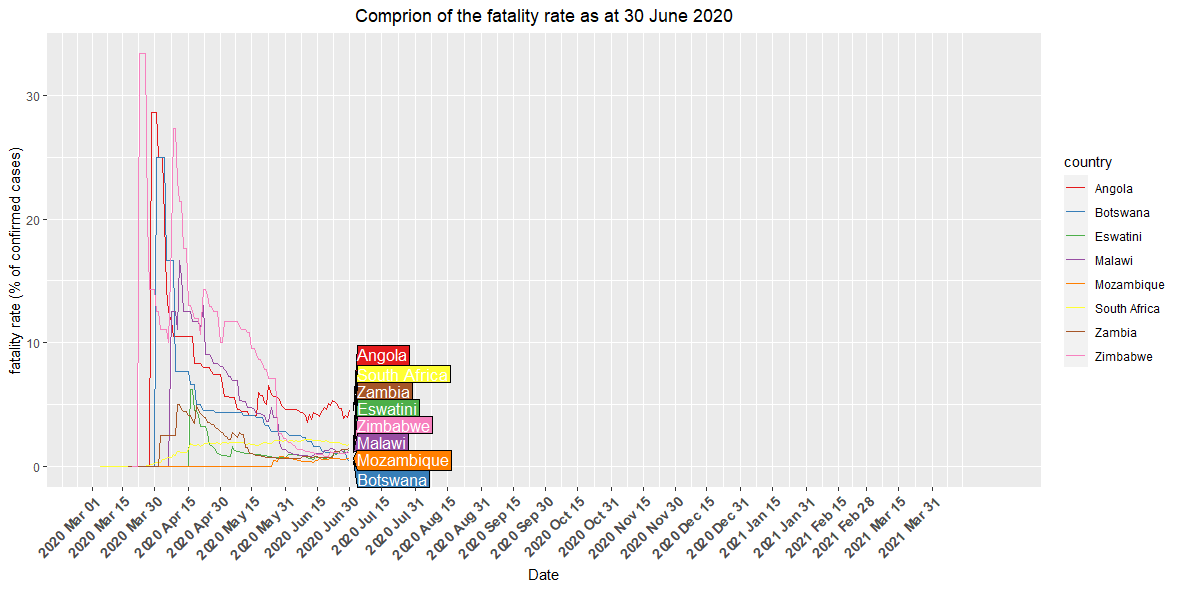 Comprion of the fatality rate as at 30 June 2020
fatality rate (% of confirmed cases)
30
20
10
0
Angola
South Africa
Zambia
Eswatini
Zimbabwe
Malawi
Mozambique
Botswana
2020 Mar 01
2020 Mar 15
2020 Mar 30
2020 Apr 15
2020 Apr 30
2020 May 15
2020 May 31
2020 Jun 15
2020 Jun 30
2020 Jul 15
2020 Jul 31
2020 Aug 15
2020 Aug 31
2020 Sep 15
2020 Sep 30
2020 Oct 15
2020 Oct 31
2020 Nov 15
2020 Nov 30
2020 Dec 15
2020 Dec 31
2021 Jan 15
2021 Jan 31
2021 Feb 15
2021 Feb 28
2021 Mar 15
2021 Mar 31
Date
country
Angola
Botswana
Eswatini
Malawi
Mozambique
South Africa
Zambia
Zimbabwe